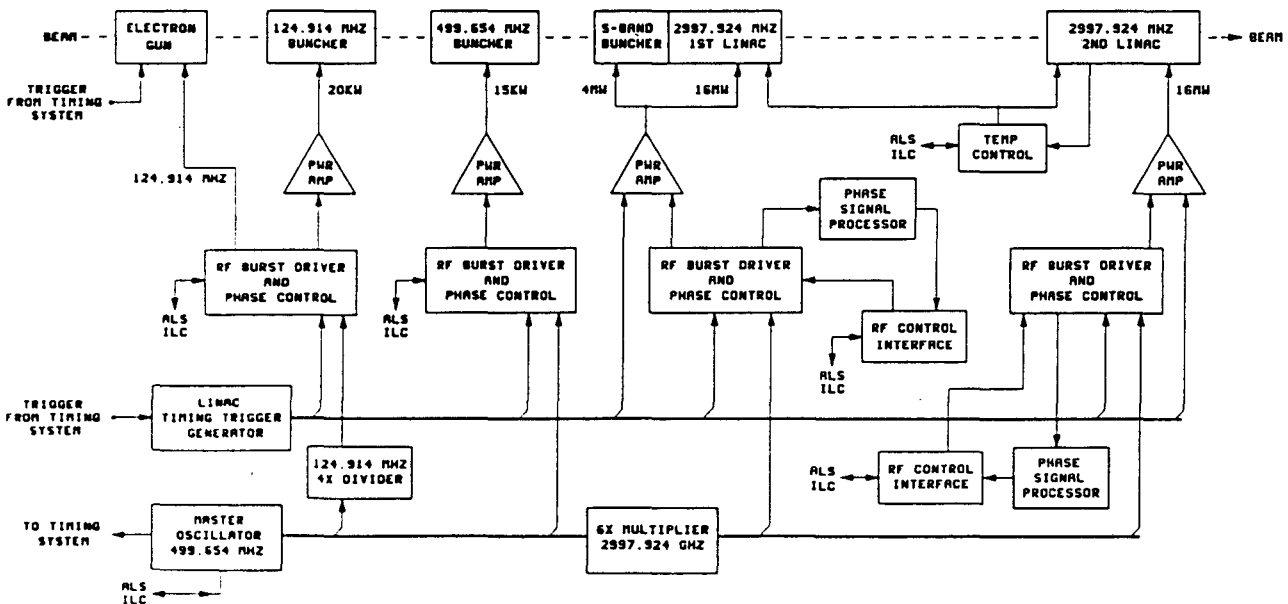 BEAM
ELECTRON
GUN
124.914 MHZ
BUNCHER
499.654 MHZ
BUNCHER
S-BAND
BUNCHER
2997.924 MHZ
1ST LINAC
2997.924 MHZ
2ND LINAC
BEAM
TRIGGER
FROM TIMING
SYSTEM
20KW
15KW
4MW
16MW
16MW
ALS
ILC
TEMP
CONTROL
124.914 MHZ
PWR
AMP
PWR
AMP
PWR
AMP
PWR
AMP
PHASE
SIGNAL
PROCESSOR
RF BURST DRIVER
AND
PHASE CONTROL
RF BURST DRIVER
AND
PHASE CONTROL
RF BURST DRIVER
AND
PHASE CONTROL
RF BURST DRIVER
AND
PHASE CONTROL
ALS
ILC
ALS
ILC
RF CONTROL
INTERFACE
ALS
ILC
TRIGGER
FROM TIMING
SYSTEM
LINAC
TIMING TRIGGER
GENERATOR
124.914 MHZ
4X DIVIDER
ALS
ILC
RF CONTROL
INTERFACE
PHASE
SIGNAL
PROCESSOR
TO TIMING
SYSTEM
MASTER
OSCILLATOR
499.654 MHZ
6X MULTIPLIER
2997.924 GHZ
ALS
ILC